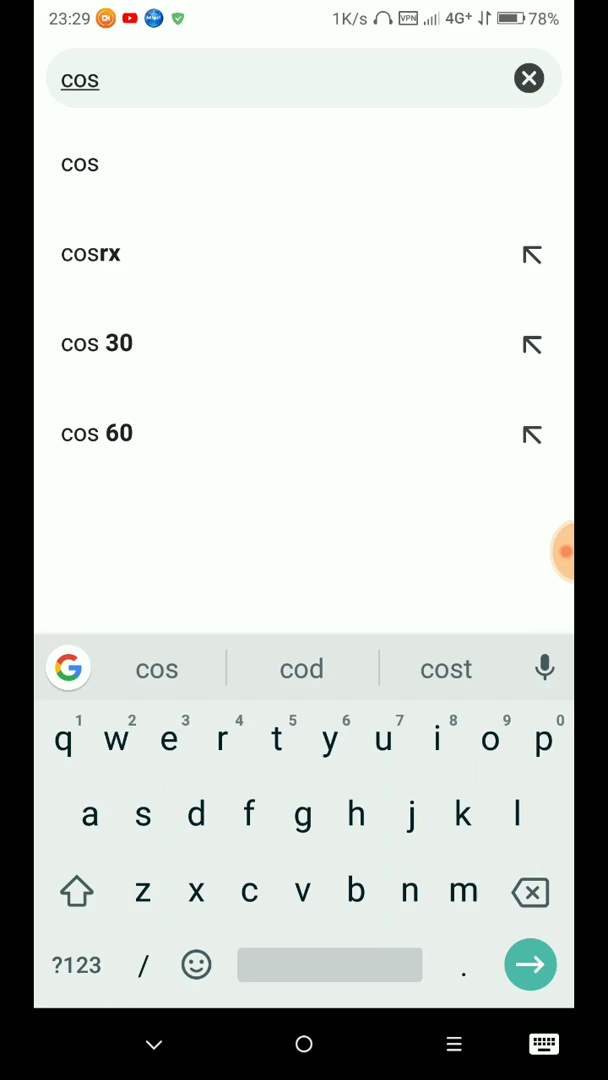 23:29 1K/s VPN 4G+ 78%
cos
cos
cosrx
cos 30
cos 60
G cos cod cost
1 2 3 4 5 6 7 8 9 0
q w e r t y u i o p
a s d f g h j k l
z x c v b n m
?123 / .